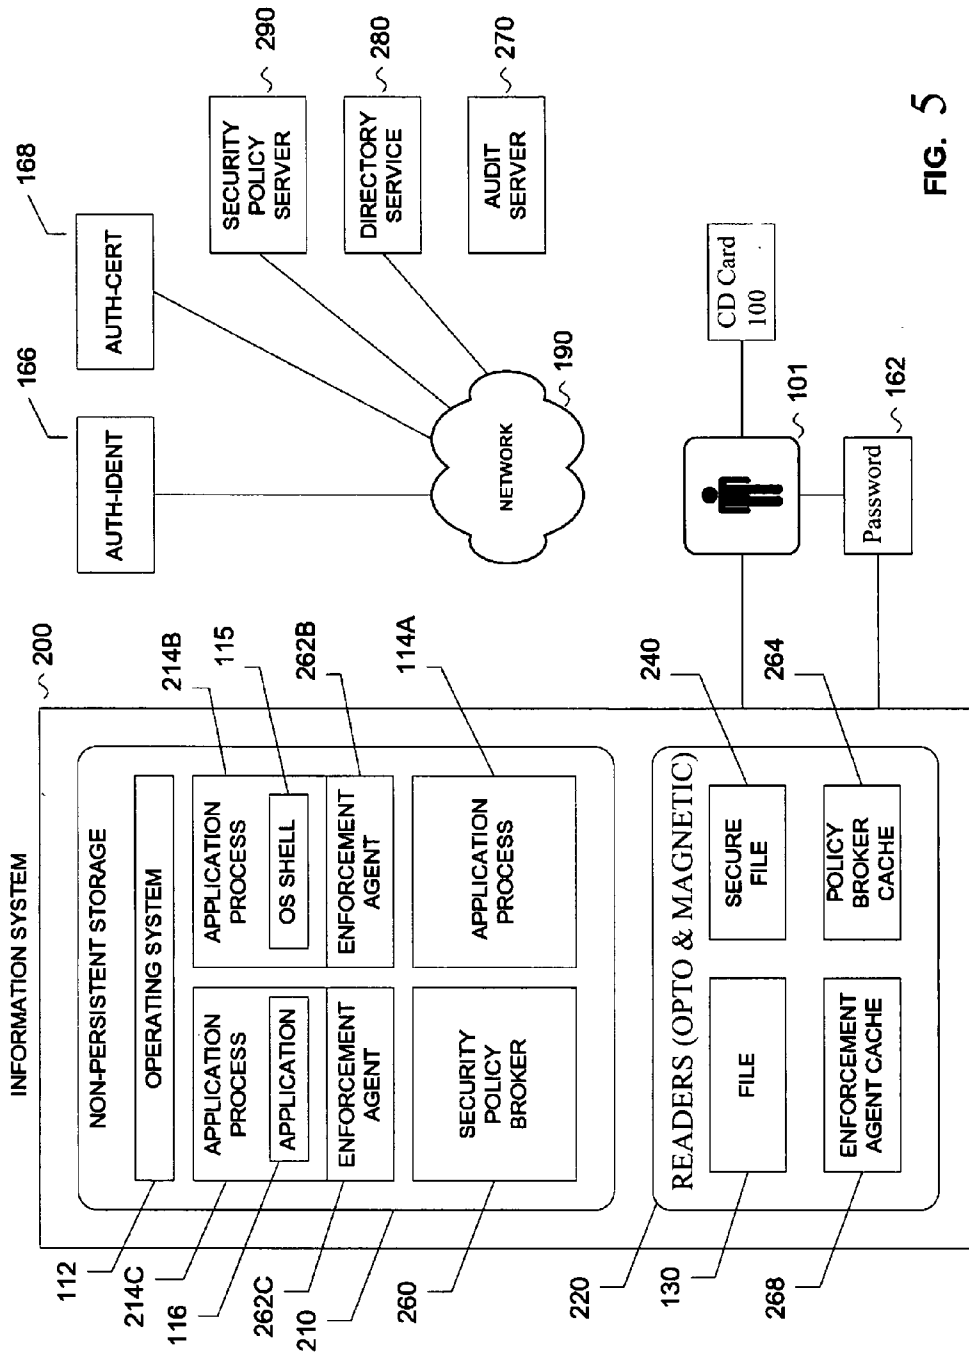 INFORMATION SYSTEM
200
NON-PERSISTENT STORAGE
OPERATING SYSTEM
112
APPLICATION
PROCESS
APPLICATION
ENFORCEMENT
AGENT
214C
116
262C
APPLICATION
PROCESS
OS SHELL
ENFORCEMENT
AGENT
214B
115
262B
210
SECURITY
POLICY
BROKER
260
APPLICATION
PROCESS
114A
READERS (OPTO & MAGNETIC)
220
FILE
130
SECURE
FILE
240
ENFORCEMENT
AGENT CACHE
268
POLICY
BROKER
CACHE
264
AUTH-IDENT
166
AUTH-CERT
168
SECURITY
POLICY
SERVER
290
DIRECTORY
SERVICE
280
AUDIT
SERVER
270
NETWORK
190
CD Card
100
101
Password
162
FIG. 5